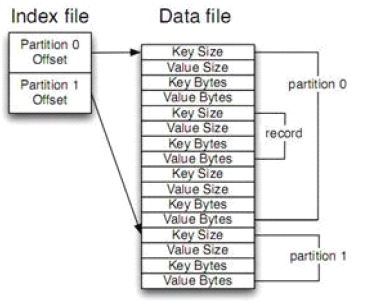 Index file
Data file
Partition 0
Offset
Partition 1
Offset
Key Size
Value Size
Key Bytes
Value Bytes
Key Size
Value Size
Key Bytes
Value Bytes
Key Size
Value Size
Key Bytes
Value Bytes
Key Size
Value Size
Key Bytes
Value Bytes
partition 0
record
partition 1